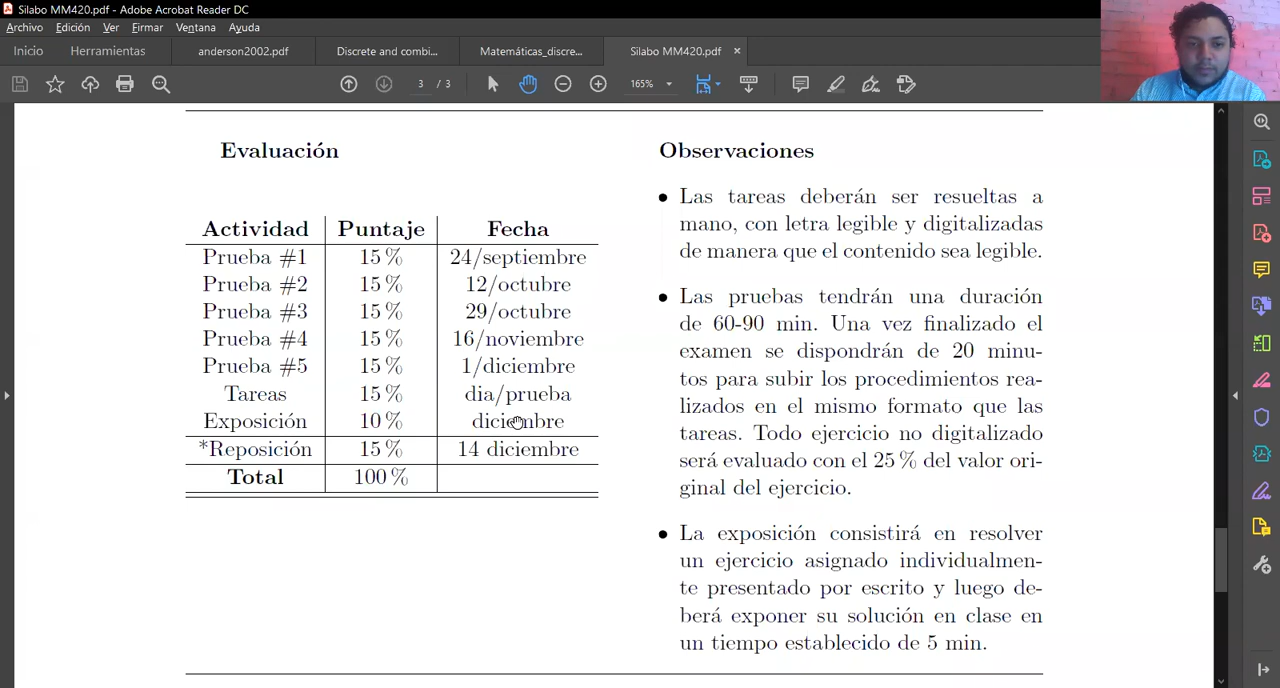 Silabo MM420.pdf - Adobe Acrobat Reader DC
Archivo Edición Ver Firmar Ventana Ayuda
Inicio Herramientas anderson2002.pdf Discrete and combi... Matemáticas_discre... Silabo MM420.pdf ×
3 / 3 165%
Evaluación
Actividad Puntaje Fecha
Prueba #1 15 % 24/septiembre
Prueba #2 15 % 12/octubre
Prueba #3 15 % 29/octubre
Prueba #4 15 % 16/noviembre
Prueba #5 15 % 1/diciembre
Tareas 15 % dia/prueba
Exposición 10 % diciembre
*Reposición 15 % 14 diciembre
Total 100 %
Observaciones
• Las tareas deberán ser resueltas a
mano, con letra legible y digitalizadas
de manera que el contenido sea legible.
• Las pruebas tendrán una duración
de 60-90 min. Una vez finalizado el
examen se dispondrán de 20 minu-
tos para subir los procedimientos rea-
lizados en el mismo formato que las
tareas. Todo ejercicio no digitalizado
será evaluado con el 25 % del valor ori-
ginal del ejercicio.
• La exposición consistirá en resolver
un ejercicio asignado individualmen-
te presentado por escrito y luego de-
berá exponer su solución en clase en
un tiempo establecido de 5 min.